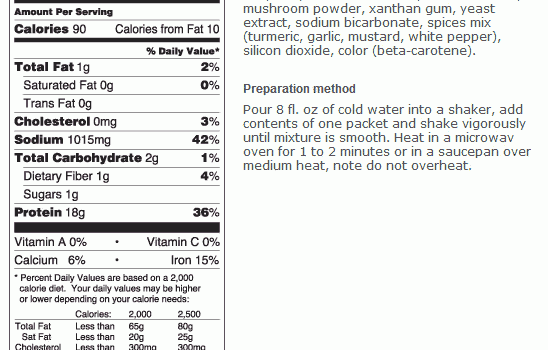 Amount Per Serving
Calories 90 Calories from Fat 10
% Daily Value*
Total Fat 1g 2%
Saturated Fat 0g 0%
Trans Fat 0g
Cholesterol 0mg 3%
Sodium 1015mg 42%
Total Carbohydrate 2g 1%
Dietary Fiber 1g 4%
Sugars 1g
Protein 18g 36%
Vitamin A 0% • Vitamin C 0%
Calcium 6% • Iron 15%
* Percent Daily Values are based on a 2,000
calorie diet. Your daily values may be higher
or lower depending on your calorie needs:
Calories: 2,000 2,500
Total Fat Less than 65g 80g
Sat Fat Less than 20g 25g
Cholesterol Less than 300mg 300mg
mushroom powder, xanthan gum, yeast
extract, sodium bicarbonate, spices mix
(turmeric, garlic, mustard, white pepper),
silicon dioxide, color (beta-carotene).
Preparation method
Pour 8 fl. oz of cold water into a shaker, add
contents of one packet and shake vigorously
until mixture is smooth. Heat in a microwav
oven for 1 to 2 minutes or in a saucepan over
medium heat, note do not overheat.